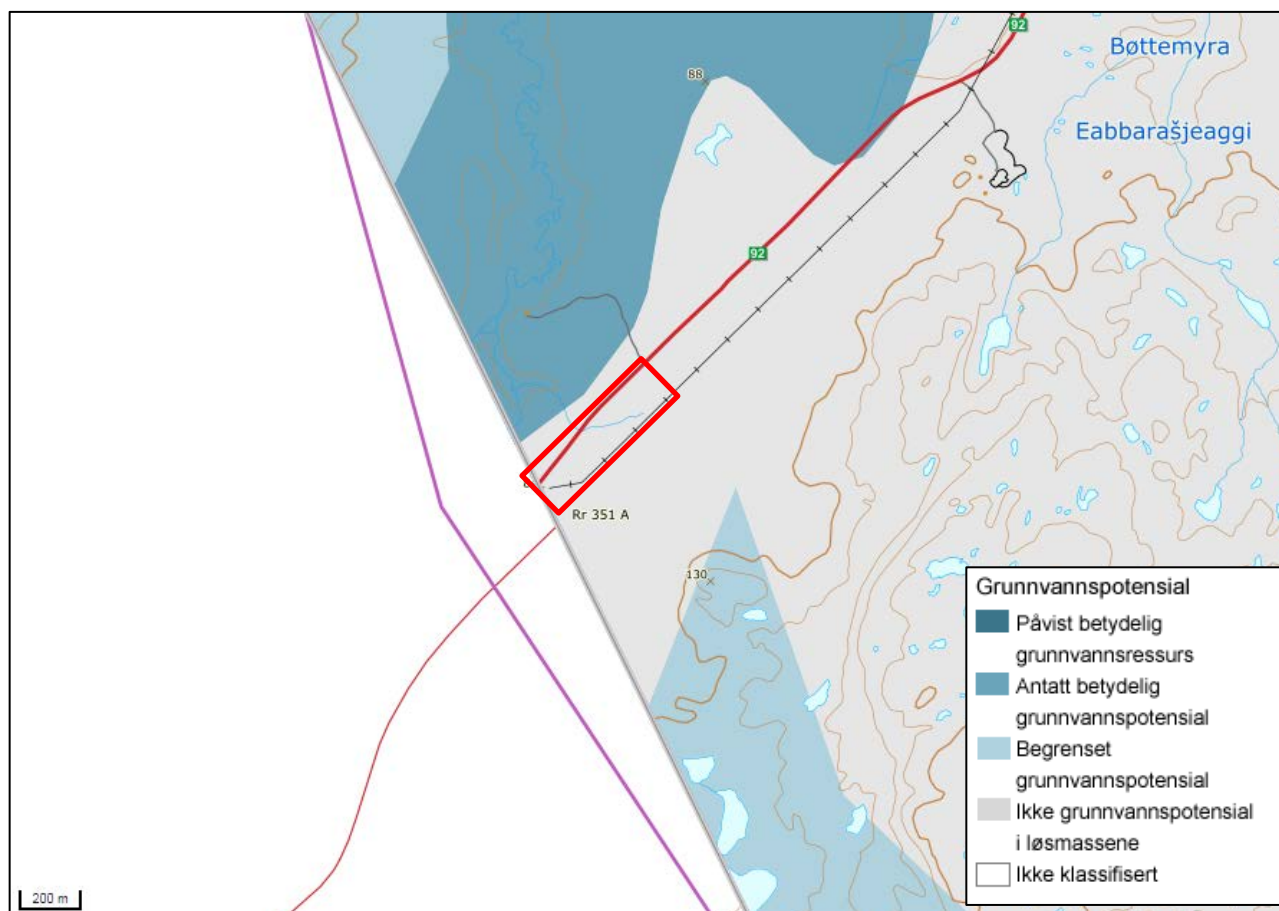 92
Bøttemyra
88
Eabbarašjeaggi
92
Rr 351 A
130
Grunnvannspotensial
Påvist betydelig
grunnvannsressurs
Antatt betydelig
grunnvannspotensial
Begrenset
grunnvannspotensial
Ikke grunnvannspotensial
i løsmassene
Ikke klassifisert
200 m